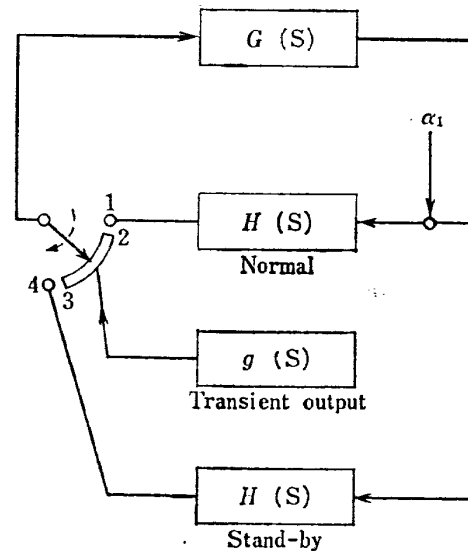 G (S)
α₁
1
2
H (S)
Normal
4
3
g (S)
Transient output
H (S)
Stand-by